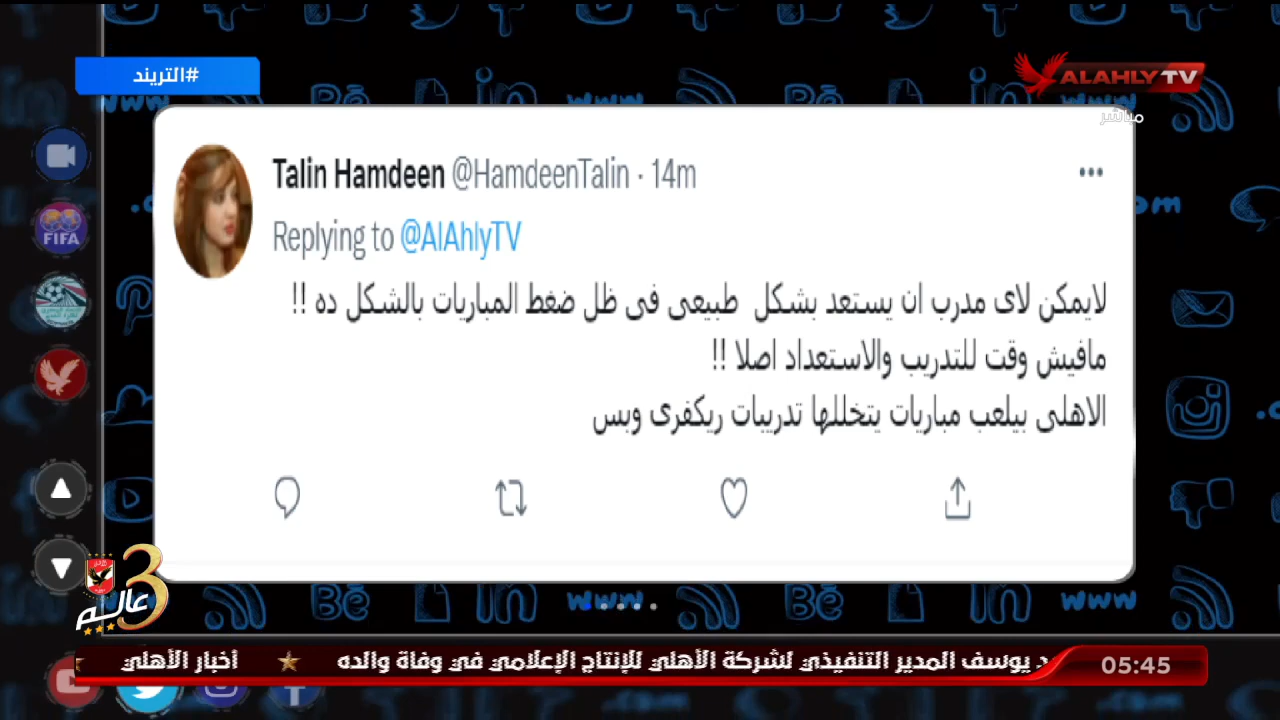 #التريند
ALAHLY TV
مباشر
Talin Hamdeen @HamdeenTalin · 14m
Replying to @AlAhlyTV
لايمكن لاى مدرب ان يستعد بشكل طبيعى فى ظل ضغط المباريات بالشكل ده !!
مافيش وقت للتدريب والاستعداد اصلا !!
الاهلى بيلعب مباريات يتخللها تدريبات ريكفرى وبس
FIFA
3
عالم
د يوسف المدير التنفيذي لشركة الأهلي للإنتاج الإعلامي في وفاة والده ★ أخبار الأهلي
05:45